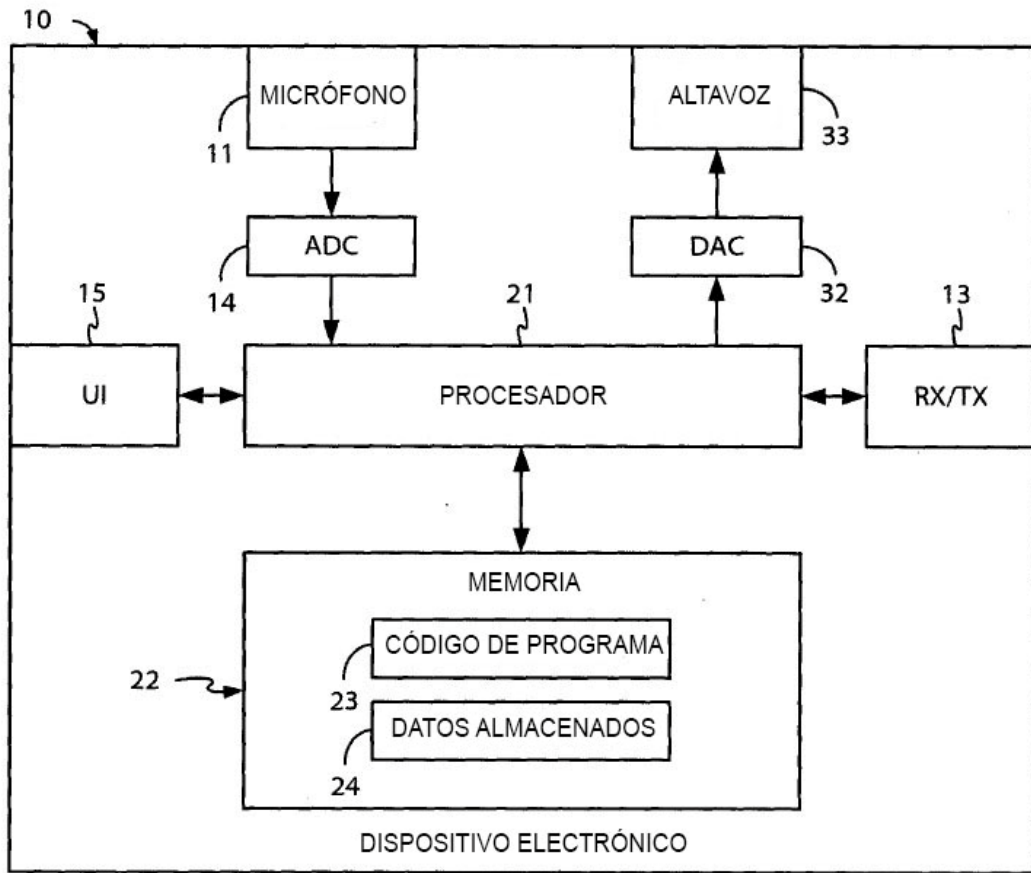 10
MICRÓFONO
ALTAVOZ
11
33
ADC
DAC
14
32
15
21
13
UI
PROCESADOR
RX/TX
MEMORIA
CÓDIGO DE PROGRAMA
22
23
DATOS ALMACENADOS
24
DISPOSITIVO ELECTRÓNICO